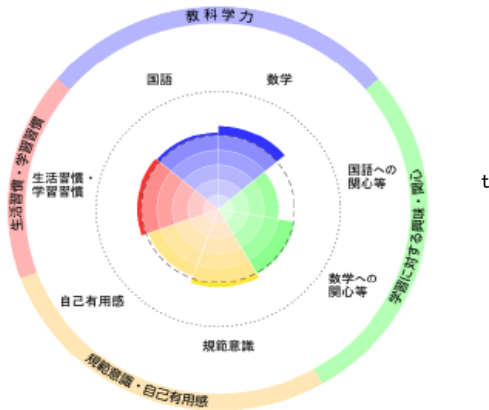 教科学力
国語
数学
生活習慣・学習習慣
生活習慣・
学習習慣
国語への
関心等
学習に対する興味・関心
t
数学への
関心等
自己有用感
規範意識
規範意識・自己有用感